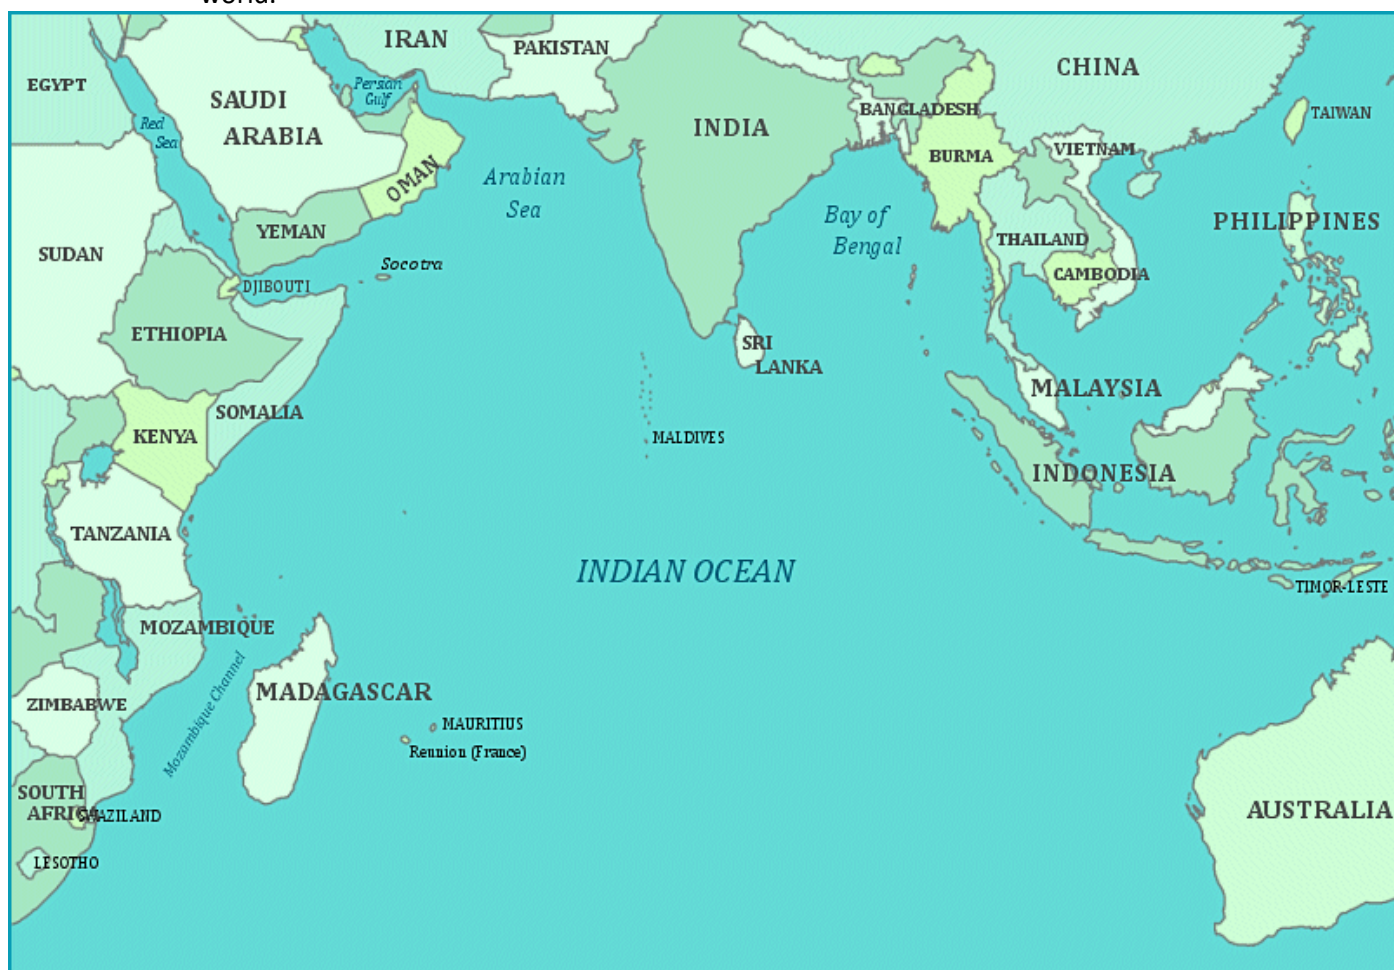 world.
IRAN
PAKISTAN
CHINA
EGYPT
Persian
Gulf
SAUDI
ARABIA
BANGLADESH
TAIWAN
Red
Sea
INDIA
VIETNAM
BURMA
OMAN
Arabian
Sea
Bay of
Bengal
PHILIPPINES
YEMEN
THAILAND
SUDAN
Socotra
CAMBODIA
DJIBOUTI
ETHIOPIA
SRI
LANKA
MALAYSIA
SOMALIA
KENYA
MALDIVES
INDONESIA
TANZANIA
INDIAN OCEAN
TIMOR-LESTE
MOZAMBIQUE
Mozambique Channel
MADAGASCAR
ZIMBABWE
MAURITIUS
Reunion (France)
SOUTH
AFRICA
SWAZILAND
AUSTRALIA
LESOTHO